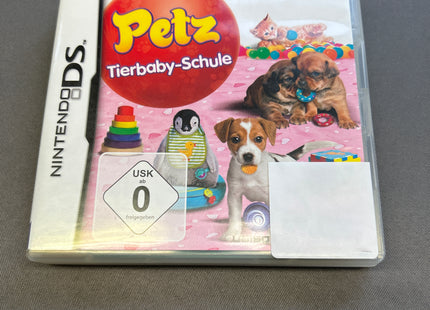 Petz
Tierbaby-Schule
NINTENDO DS
USK
ab
0
freigegeben